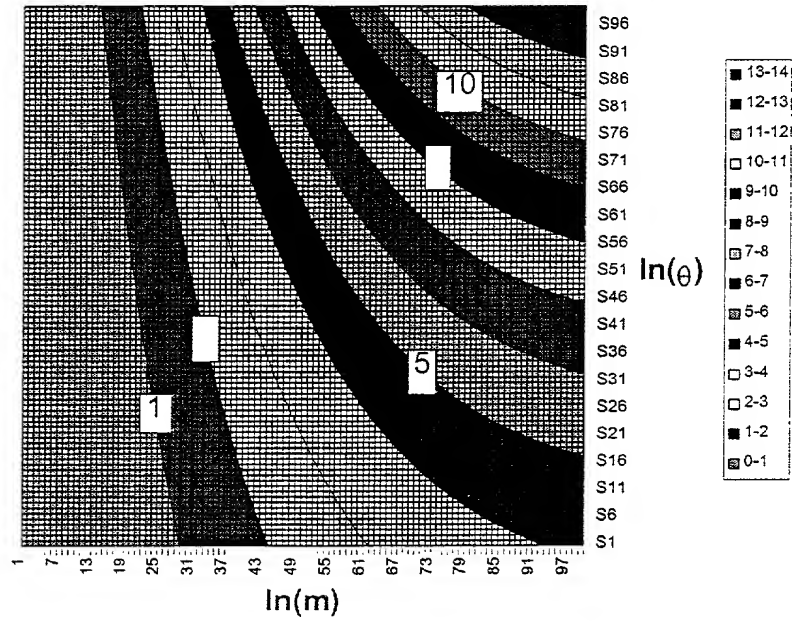 S96
S91
S86
S81
S76
S71
S66
S61
S56
S51
S46
S41
S36
S31
S26
S21
S16
S11
S6
S1
ln(θ)
10
5
1
1 7 13 19 25 31 37 43 49 55 61 67 73 79 85 91 97
ln(m)
13-14
12-13
11-12
10-11
9-10
8-9
7-8
6-7
5-6
4-5
3-4
2-3
1-2
0-1